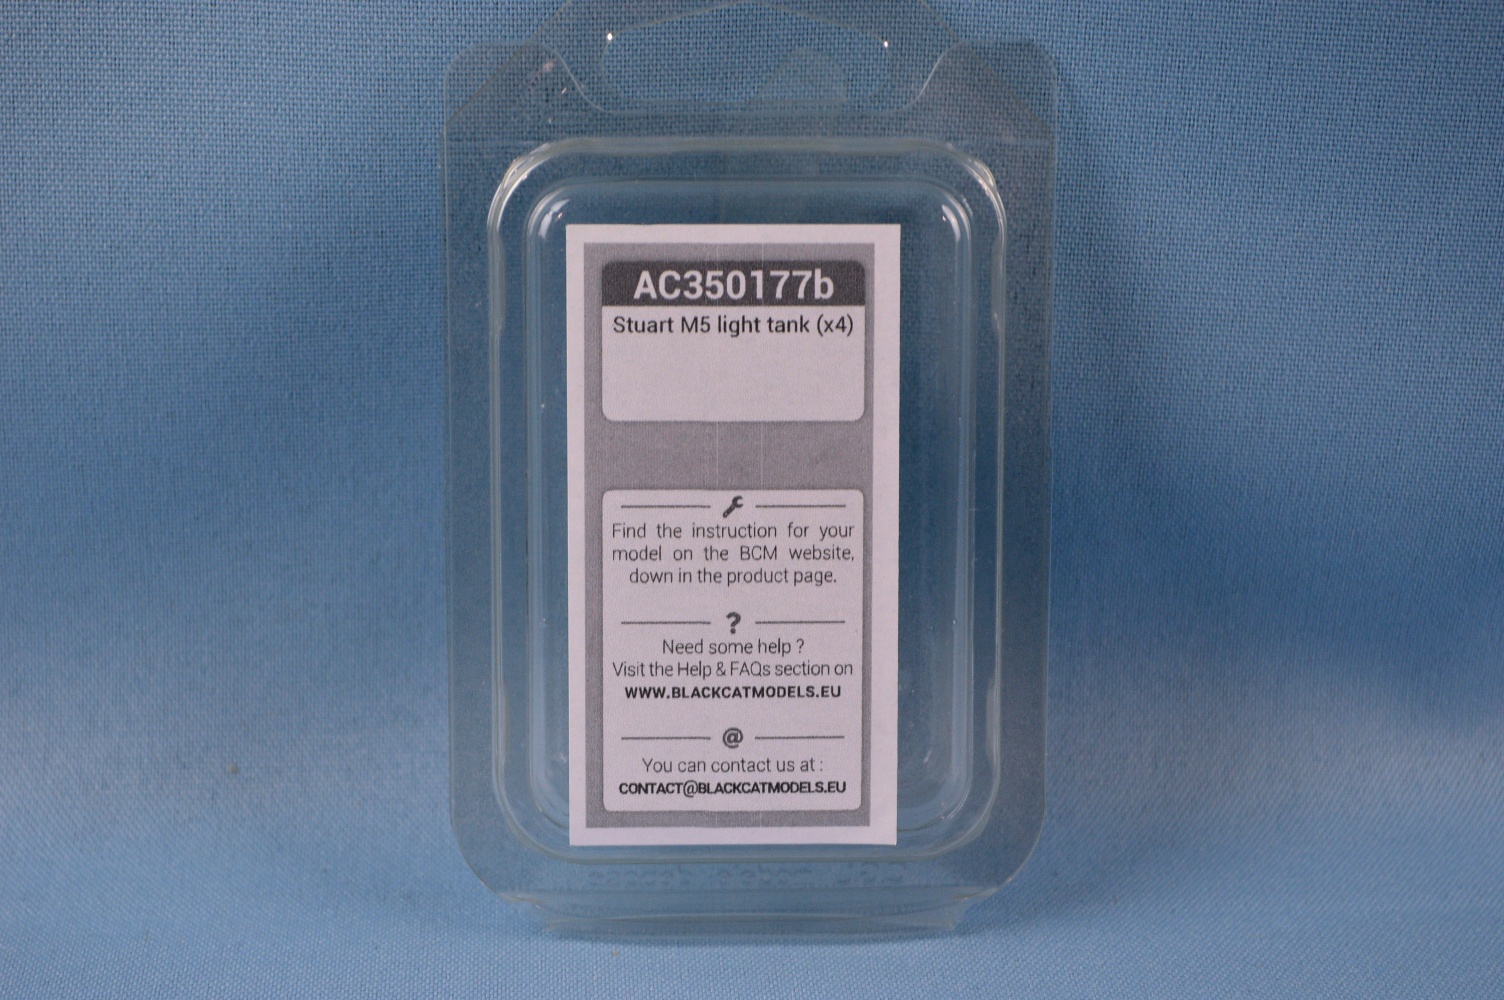 AC350177b
Stuart M5 light tank (x4)
Find the instruction for your
model on the BCM website,
down in the product page.
?
Need some help ?
Visit the Help & FAQs section on
WWW.BLACKCATMODELS.EU
@
You can contact us at :
CONTACT@BLACKCATMODELS.EU